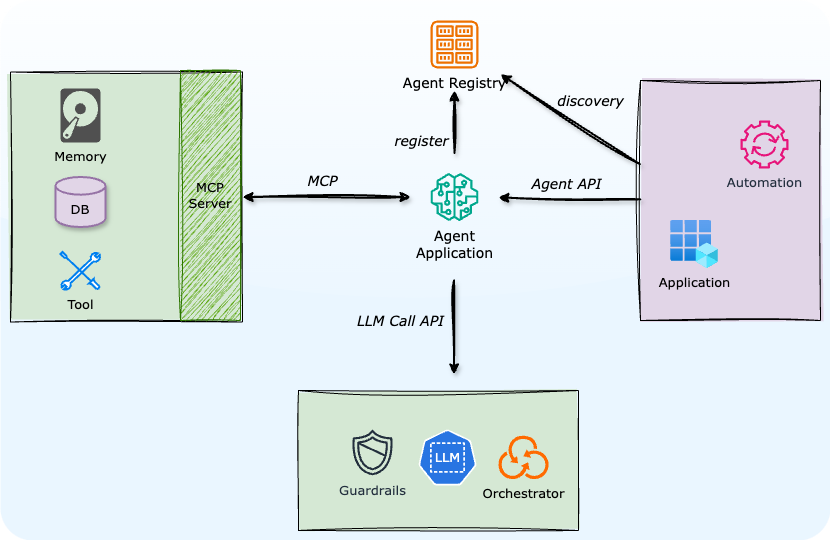 Agent Registry
discovery
register
Memory
DB
Tool
MCP
Server
MCP
Agent
Application
Agent API
Automation
Application
LLM Call API
Guardrails
LLM
Orchestrator